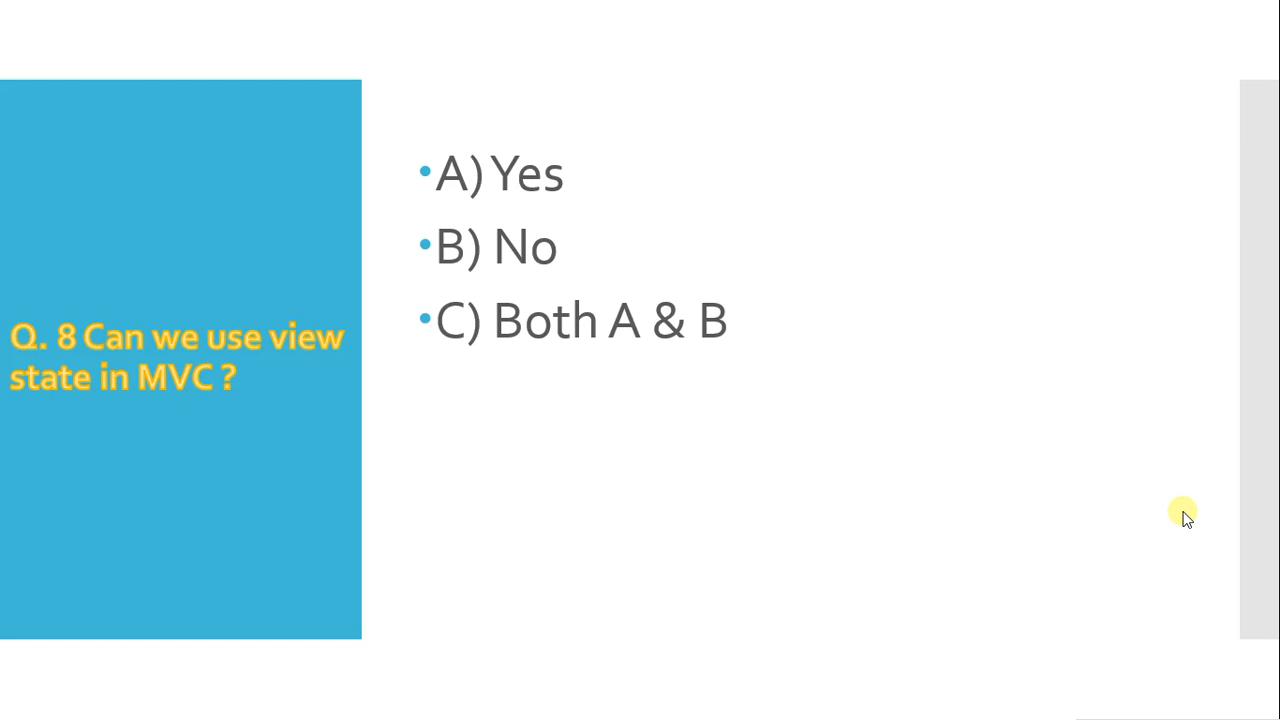 Q. 8 Can we use view
state in MVC ?
• A) Yes
• B) No
• C) Both A & B